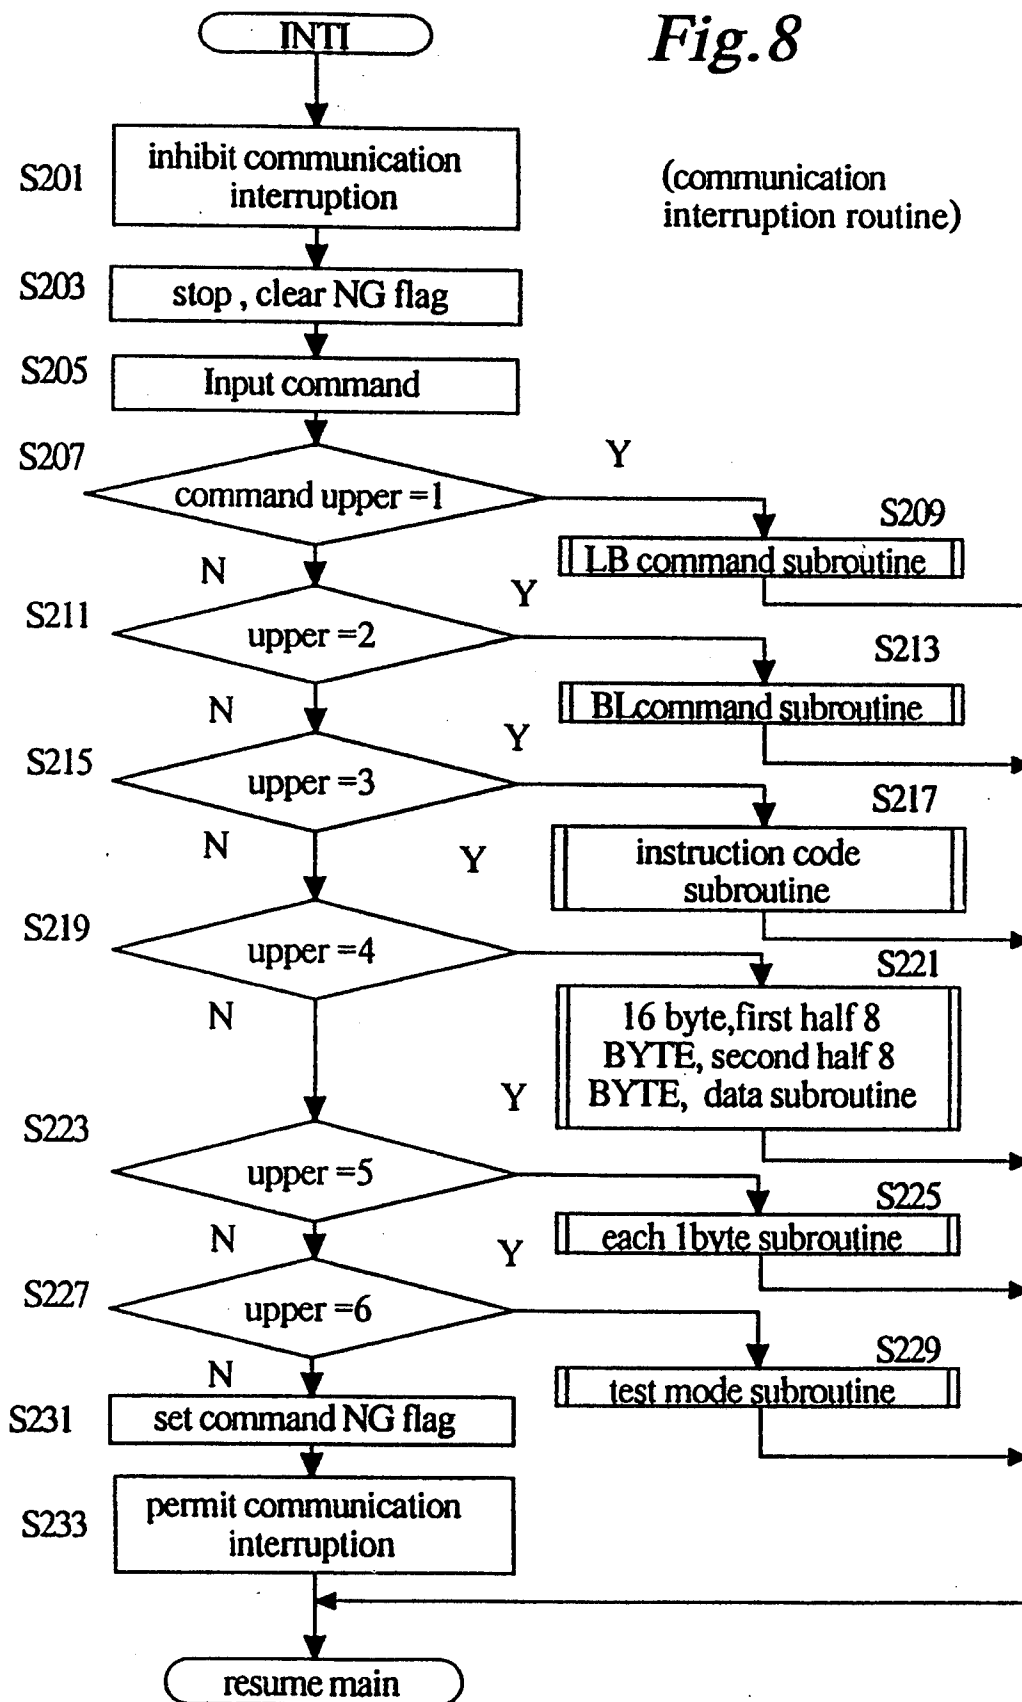 INTI
Fig. 8
S201
inhibit communication
interruption
(communication
interruption routine)
S203
stop , clear NG flag
S205
Input command
S207
command upper =1
Y
N
S209
LB command subroutine
S211
upper =2
Y
N
S213
BLcommand subroutine
S215
upper =3
Y
N
S217
instruction code
subroutine
S219
upper =4
Y
N
S221
16 byte,first half 8
BYTE, second half 8
BYTE, data subroutine
S223
upper =5
Y
N
S225
each 1byte subroutine
S227
upper =6
Y
N
S229
test mode subroutine
S231
set command NG flag
S233
permit communication
interruption
resume main